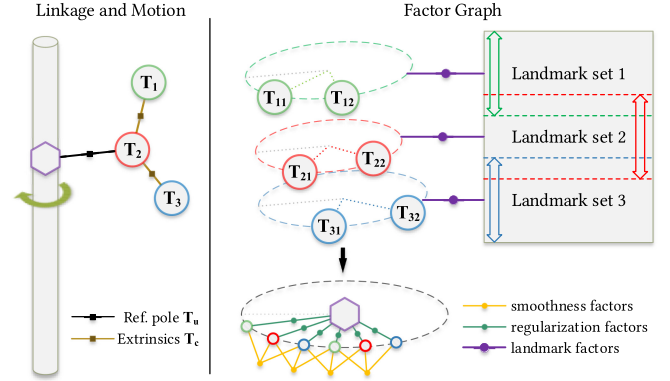 Linkage and Motion
T1
T2
T3
Ref. pole Tu
Extrinsics Tc
Factor Graph
T11
T12
T21
T22
T31
T32
Landmark set 1
Landmark set 2
Landmark set 3
smoothness factors
regularization factors
landmark factors